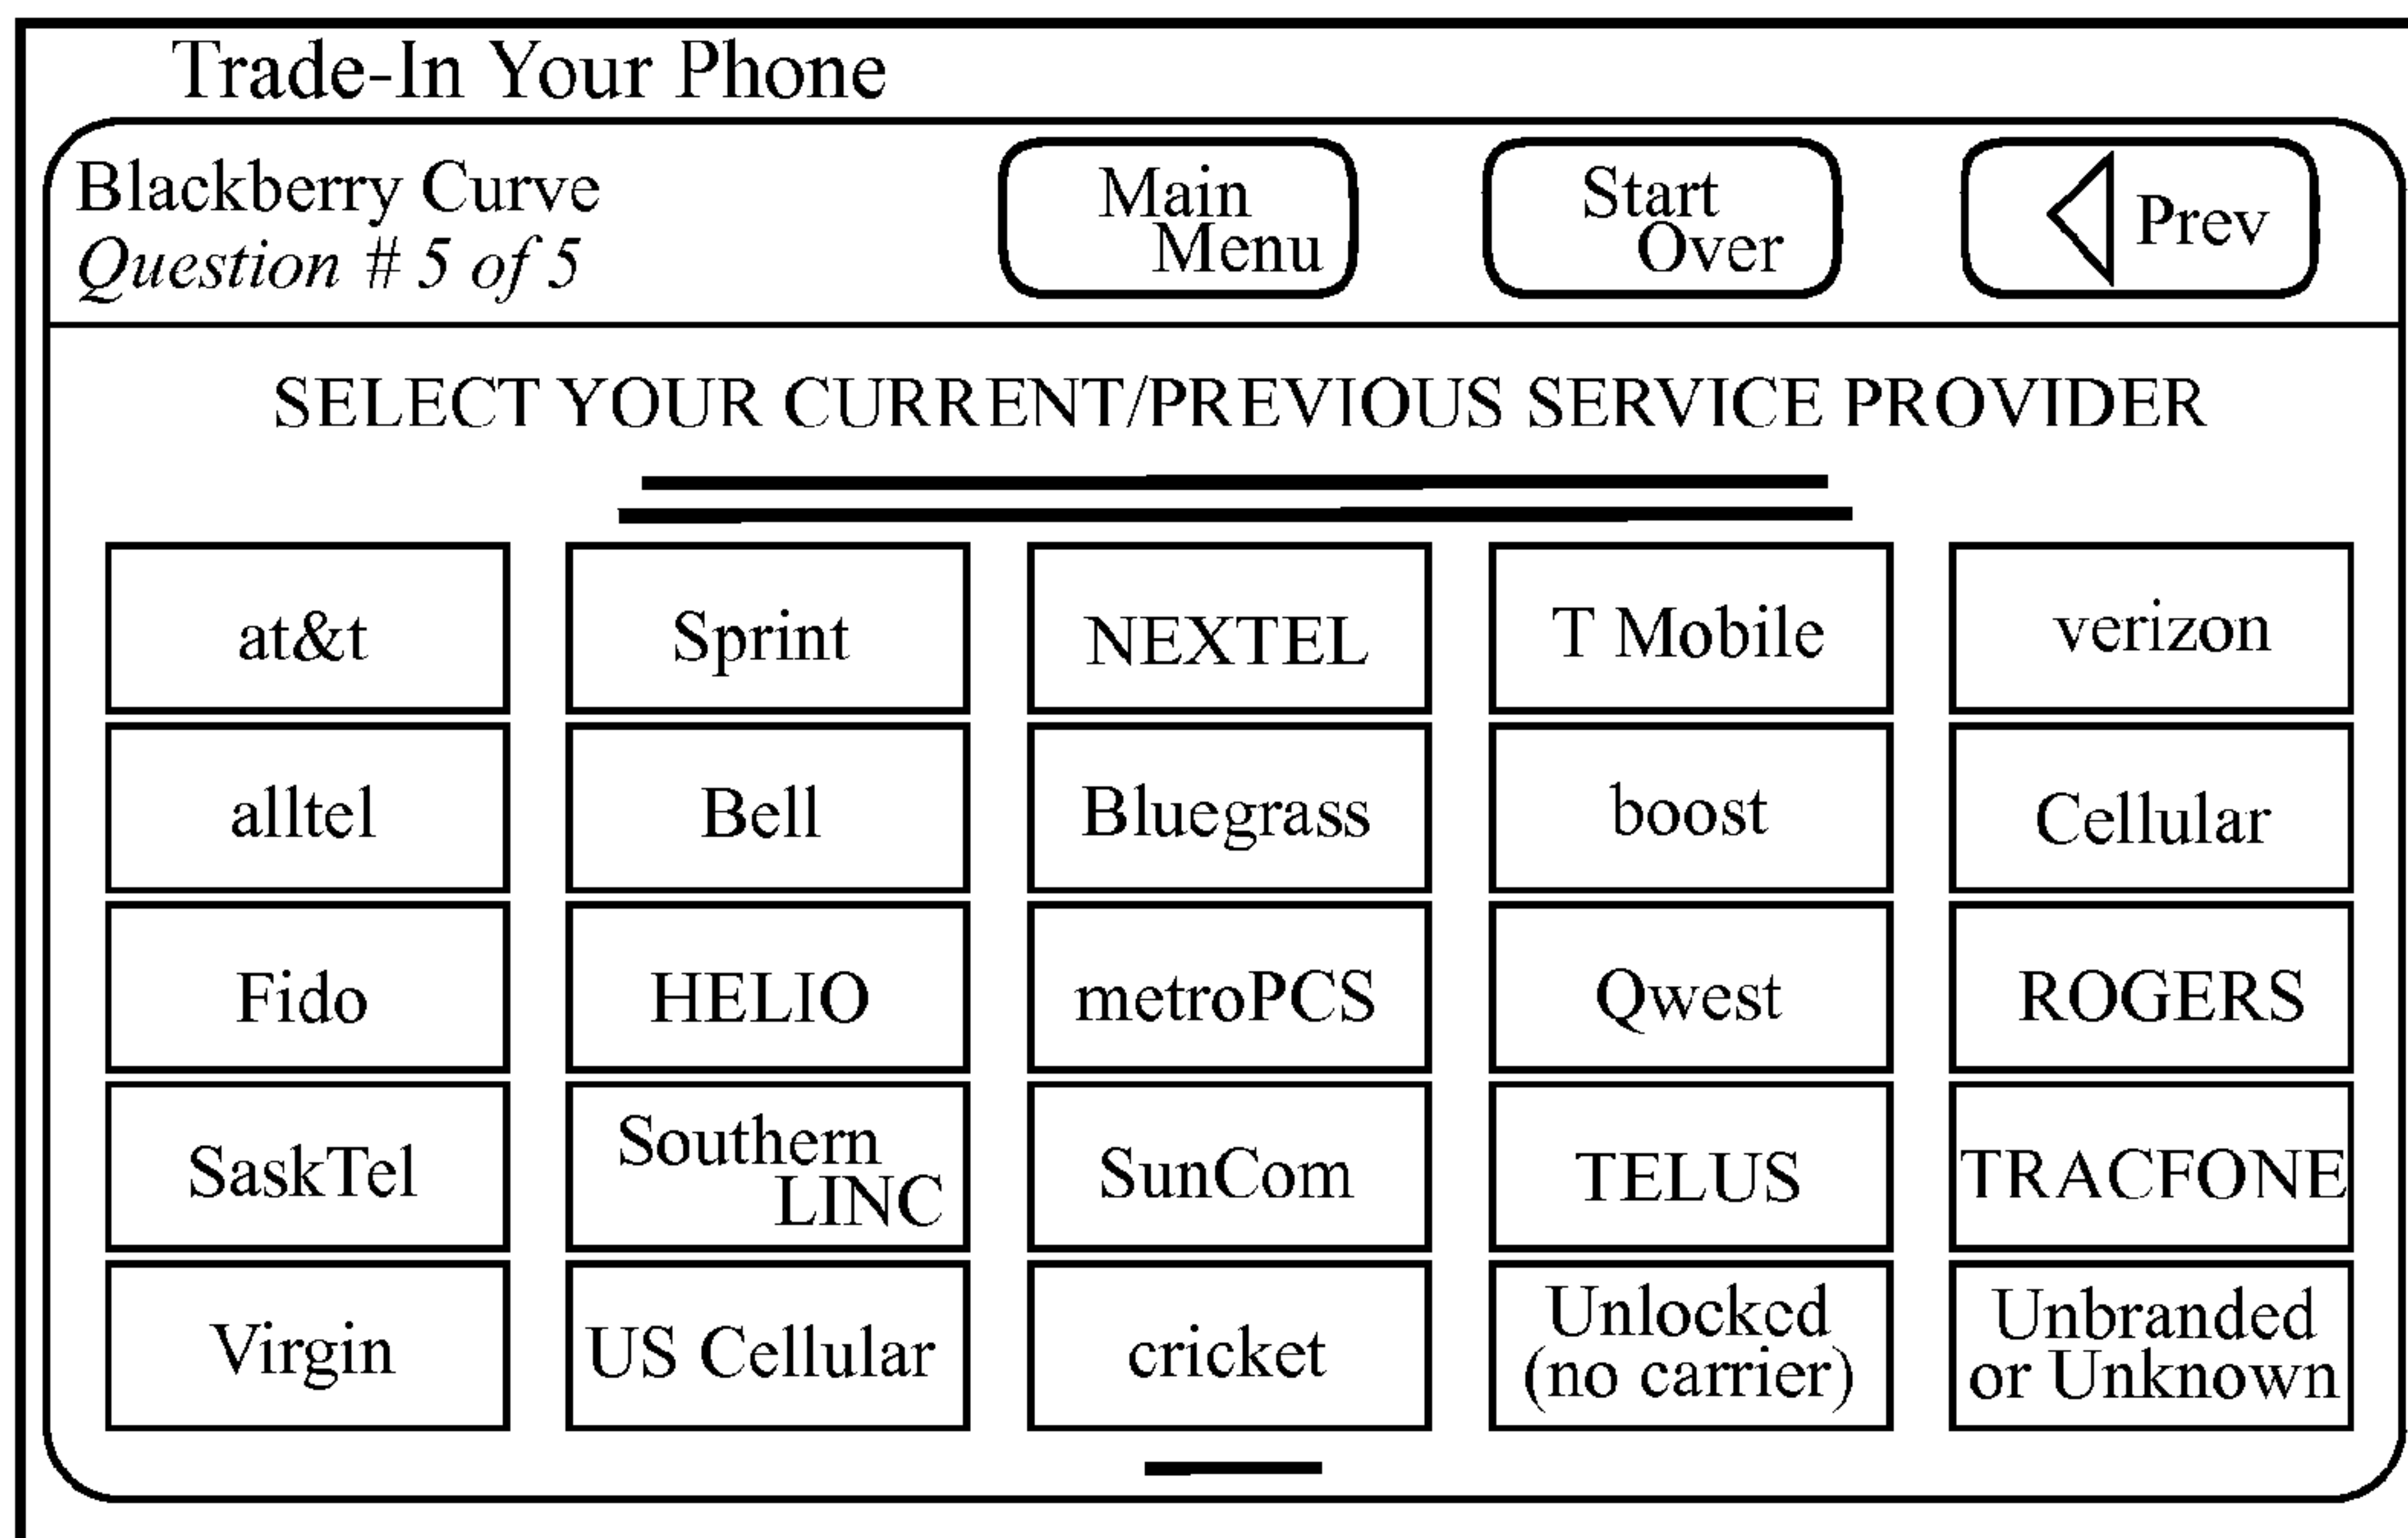 Trade-In Your Phone
Blackberry Curve
Question # 5 of 5
Main
Menu
Start
Over
Prev
SELECT YOUR CURRENT/PREVIOUS SERVICE PROVIDER
at&t
Sprint
NEXTEL
T Mobile
verizon
alltel
Bell
Bluegrass
boost
Cellular
Fido
HELIO
metroPCS
Qwest
ROGERS
SaskTel
Southern
LINC
SunCom
TELUS
TRACFONE
Virgin
US Cellular
cricket
Unlocked
(no carrier)
Unbranded
or Unknown